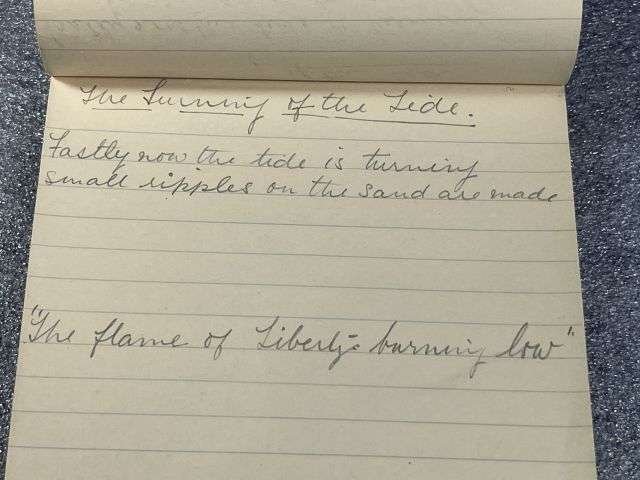 The Turning of the Tide.
Fastly now the tide is turning
small ripples on the sand are made
"The flame of Liberty - burning low"